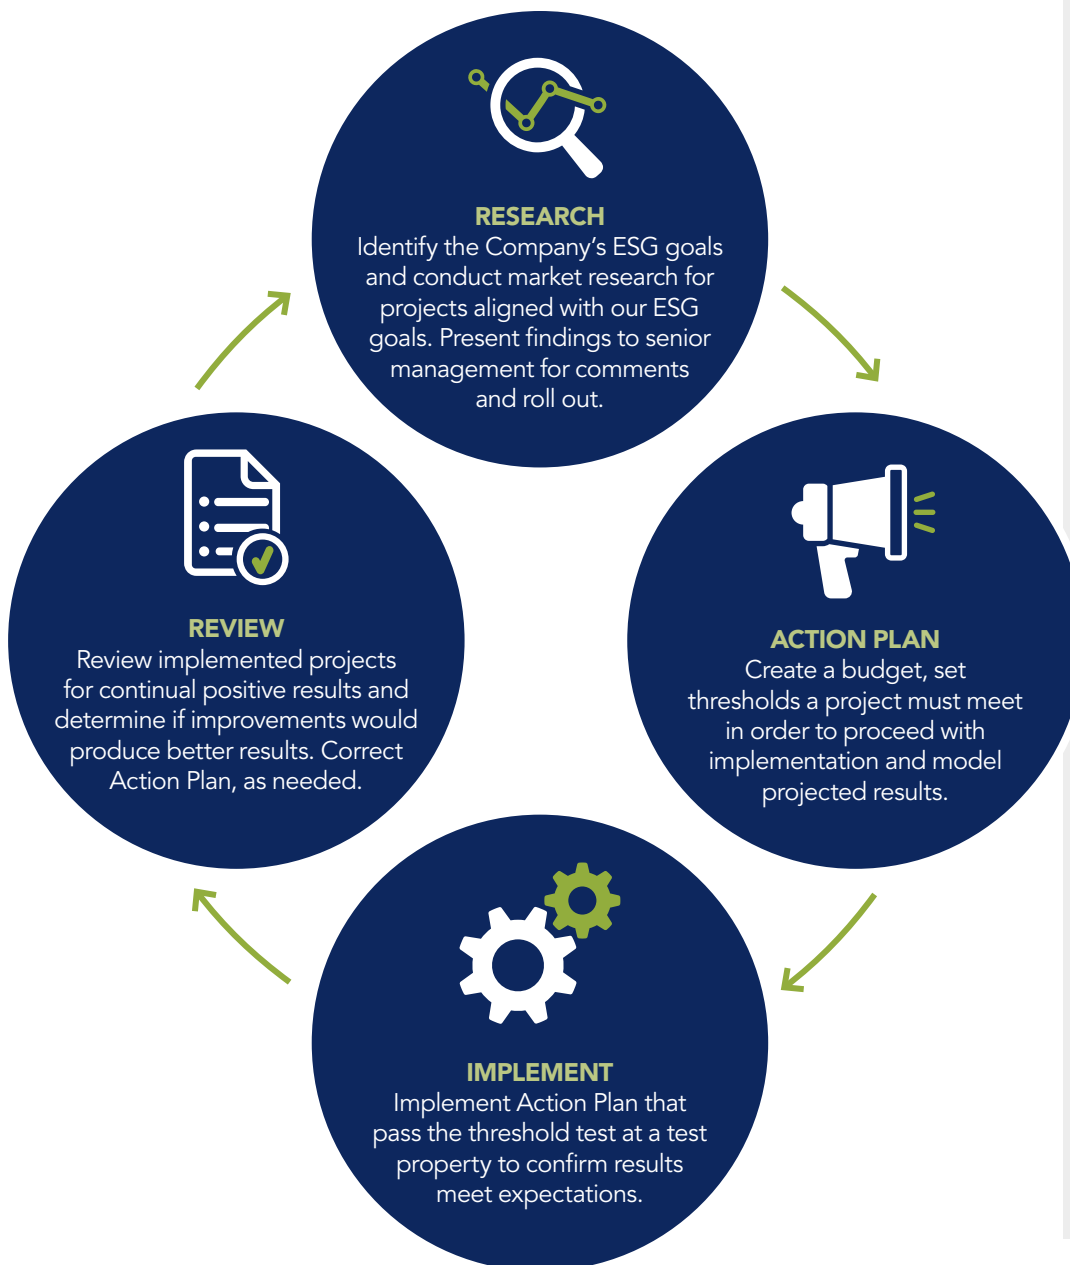 RESEARCH
Identify the Company’s ESG goals
and conduct market research for
projects aligned with our ESG
goals. Present findings to senior
management for comments
and roll out.
ACTION PLAN
Create a budget, set
thresholds a project must meet
in order to proceed with
implementation and model
projected results.
IMPLEMENT
Implement Action Plan that
pass the threshold test at a test
property to confirm results
meet expectations.
REVIEW
Review implemented projects
for continual positive results and
determine if improvements would
produce better results. Correct
Action Plan, as needed.